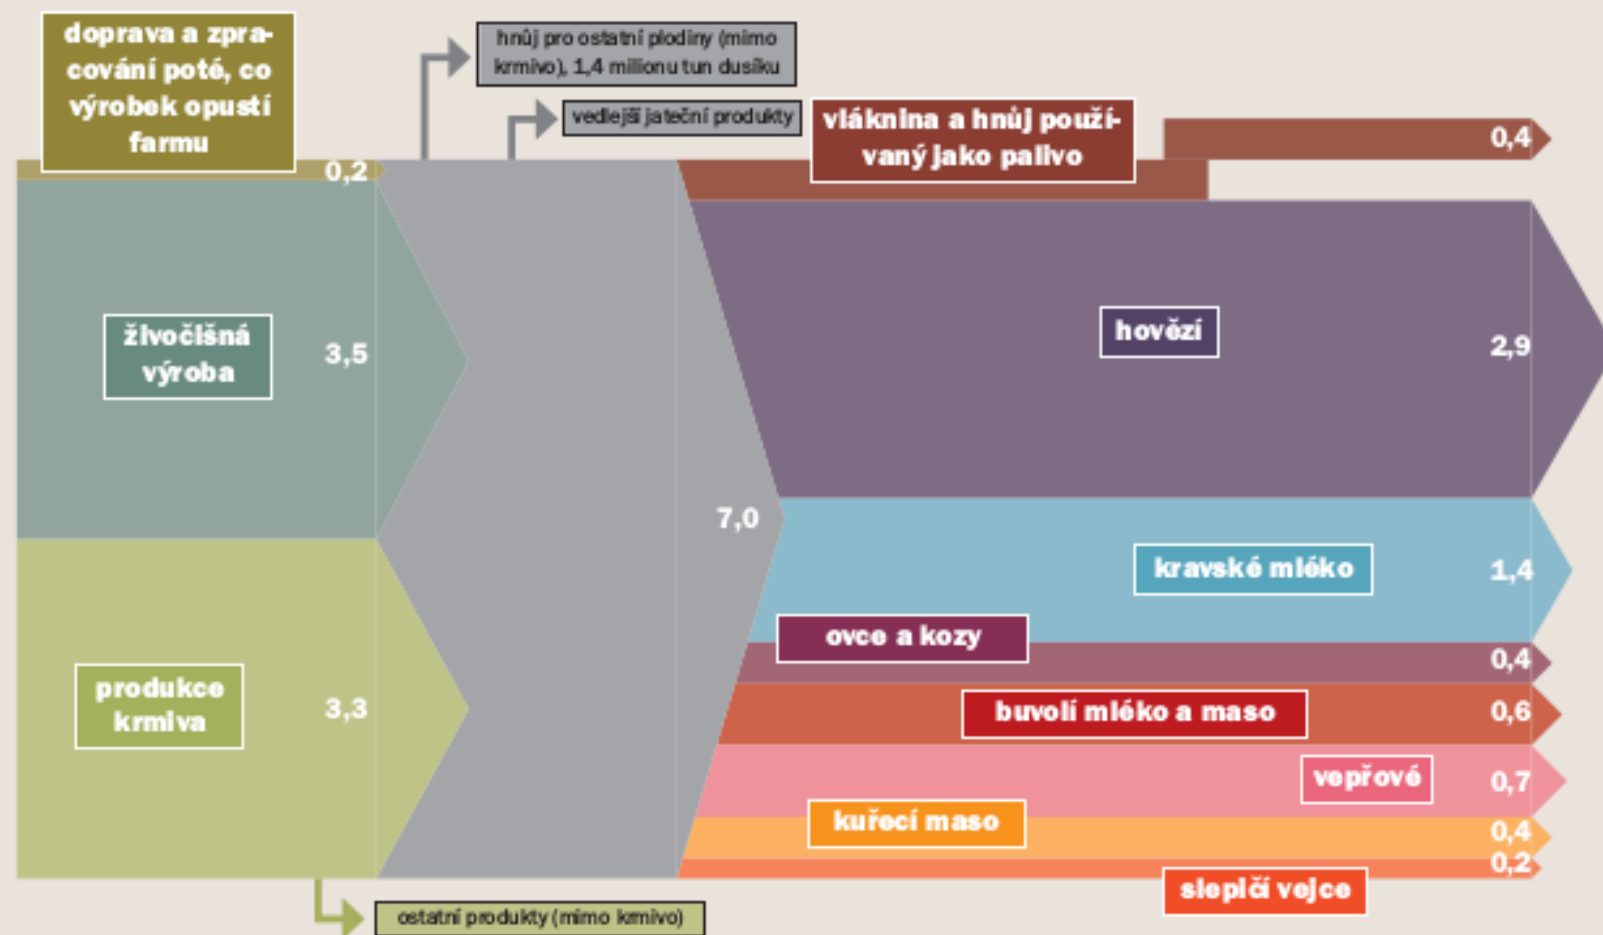 doprava a zpra-
cování poté, co
výrobek opustí
farmu
0,2
živočišná
výroba
3,5
produkce
krmiva
3,3
ostatní produkty (mimo krmivo)
hnůj pro ostatní plodiny (mimo
krmivo), 1,4 milionu tun dusíku
vedlejší jateční produkty
7,0
vláknina a hnůj použí-
vaný jako palivo
0,4
hovězí
2,9
kravské mléko
1,4
ovce a kozy
0,4
buvolí mléko a maso
0,6
vepřové
0,7
kuřecí maso
0,4
slepičí vejce
0,2